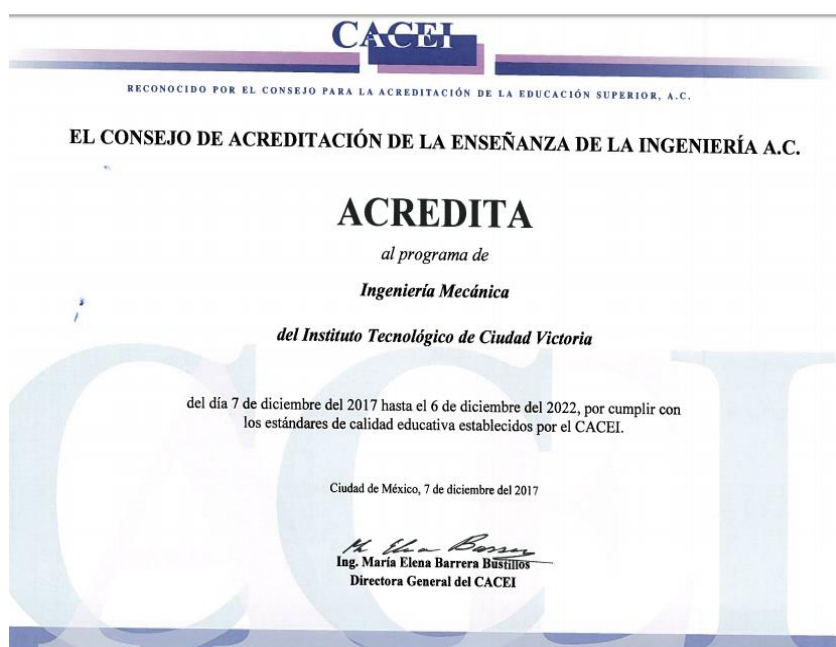 CACEI
RECONOCIDO POR EL CONSEJO PARA LA ACREDITACIÓN DE LA EDUCACIÓN SUPERIOR, A.C.
EL CONSEJO DE ACREDITACIÓN DE LA ENSEÑANZA DE LA INGENIERÍA A.C.
ACREDITA
al programa de
Ingeniería Mecánica
del Instituto Tecnológico de Ciudad Victoria
del día 7 de diciembre del 2017 hasta el 6 de diciembre del 2022, por cumplir con
los estándares de calidad educativa establecidos por el CACEI.
Ciudad de México, 7 de diciembre del 2017
Ing. María Elena Barrera Bustillos
Directora General del CACEI